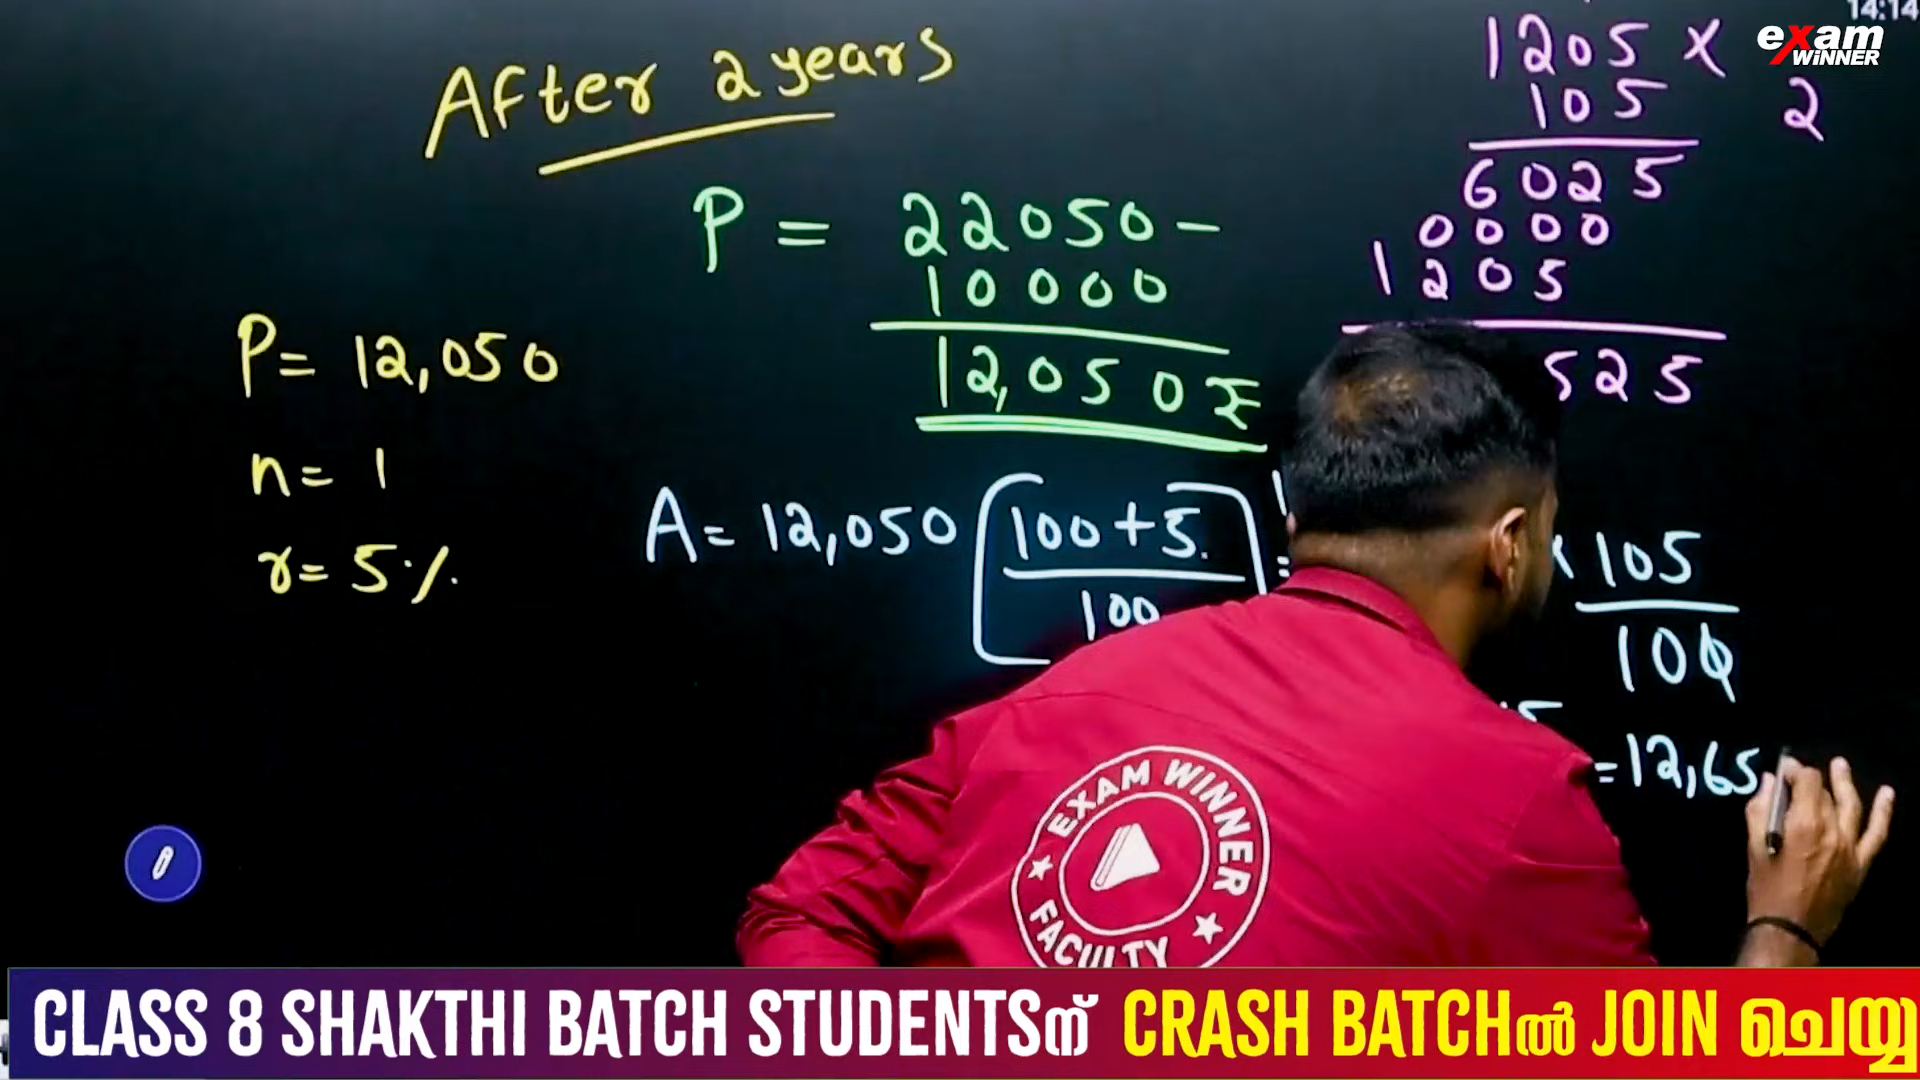 14:14
exam
WINNER
After 2 years
1205 ×
105
2
6025
0000
1205
525
P = 22050 -
10000
12,050 ₹
P = 12,050
n = 1
r = 5%
A = 12,050 [100+5
100
105
100
= 12,65
EXAM WINNER
FACULTY
CLASS 8 SHAKTHI BATCH STUDENTSന് CRASH BATCHൽ JOIN ചെയ്യ